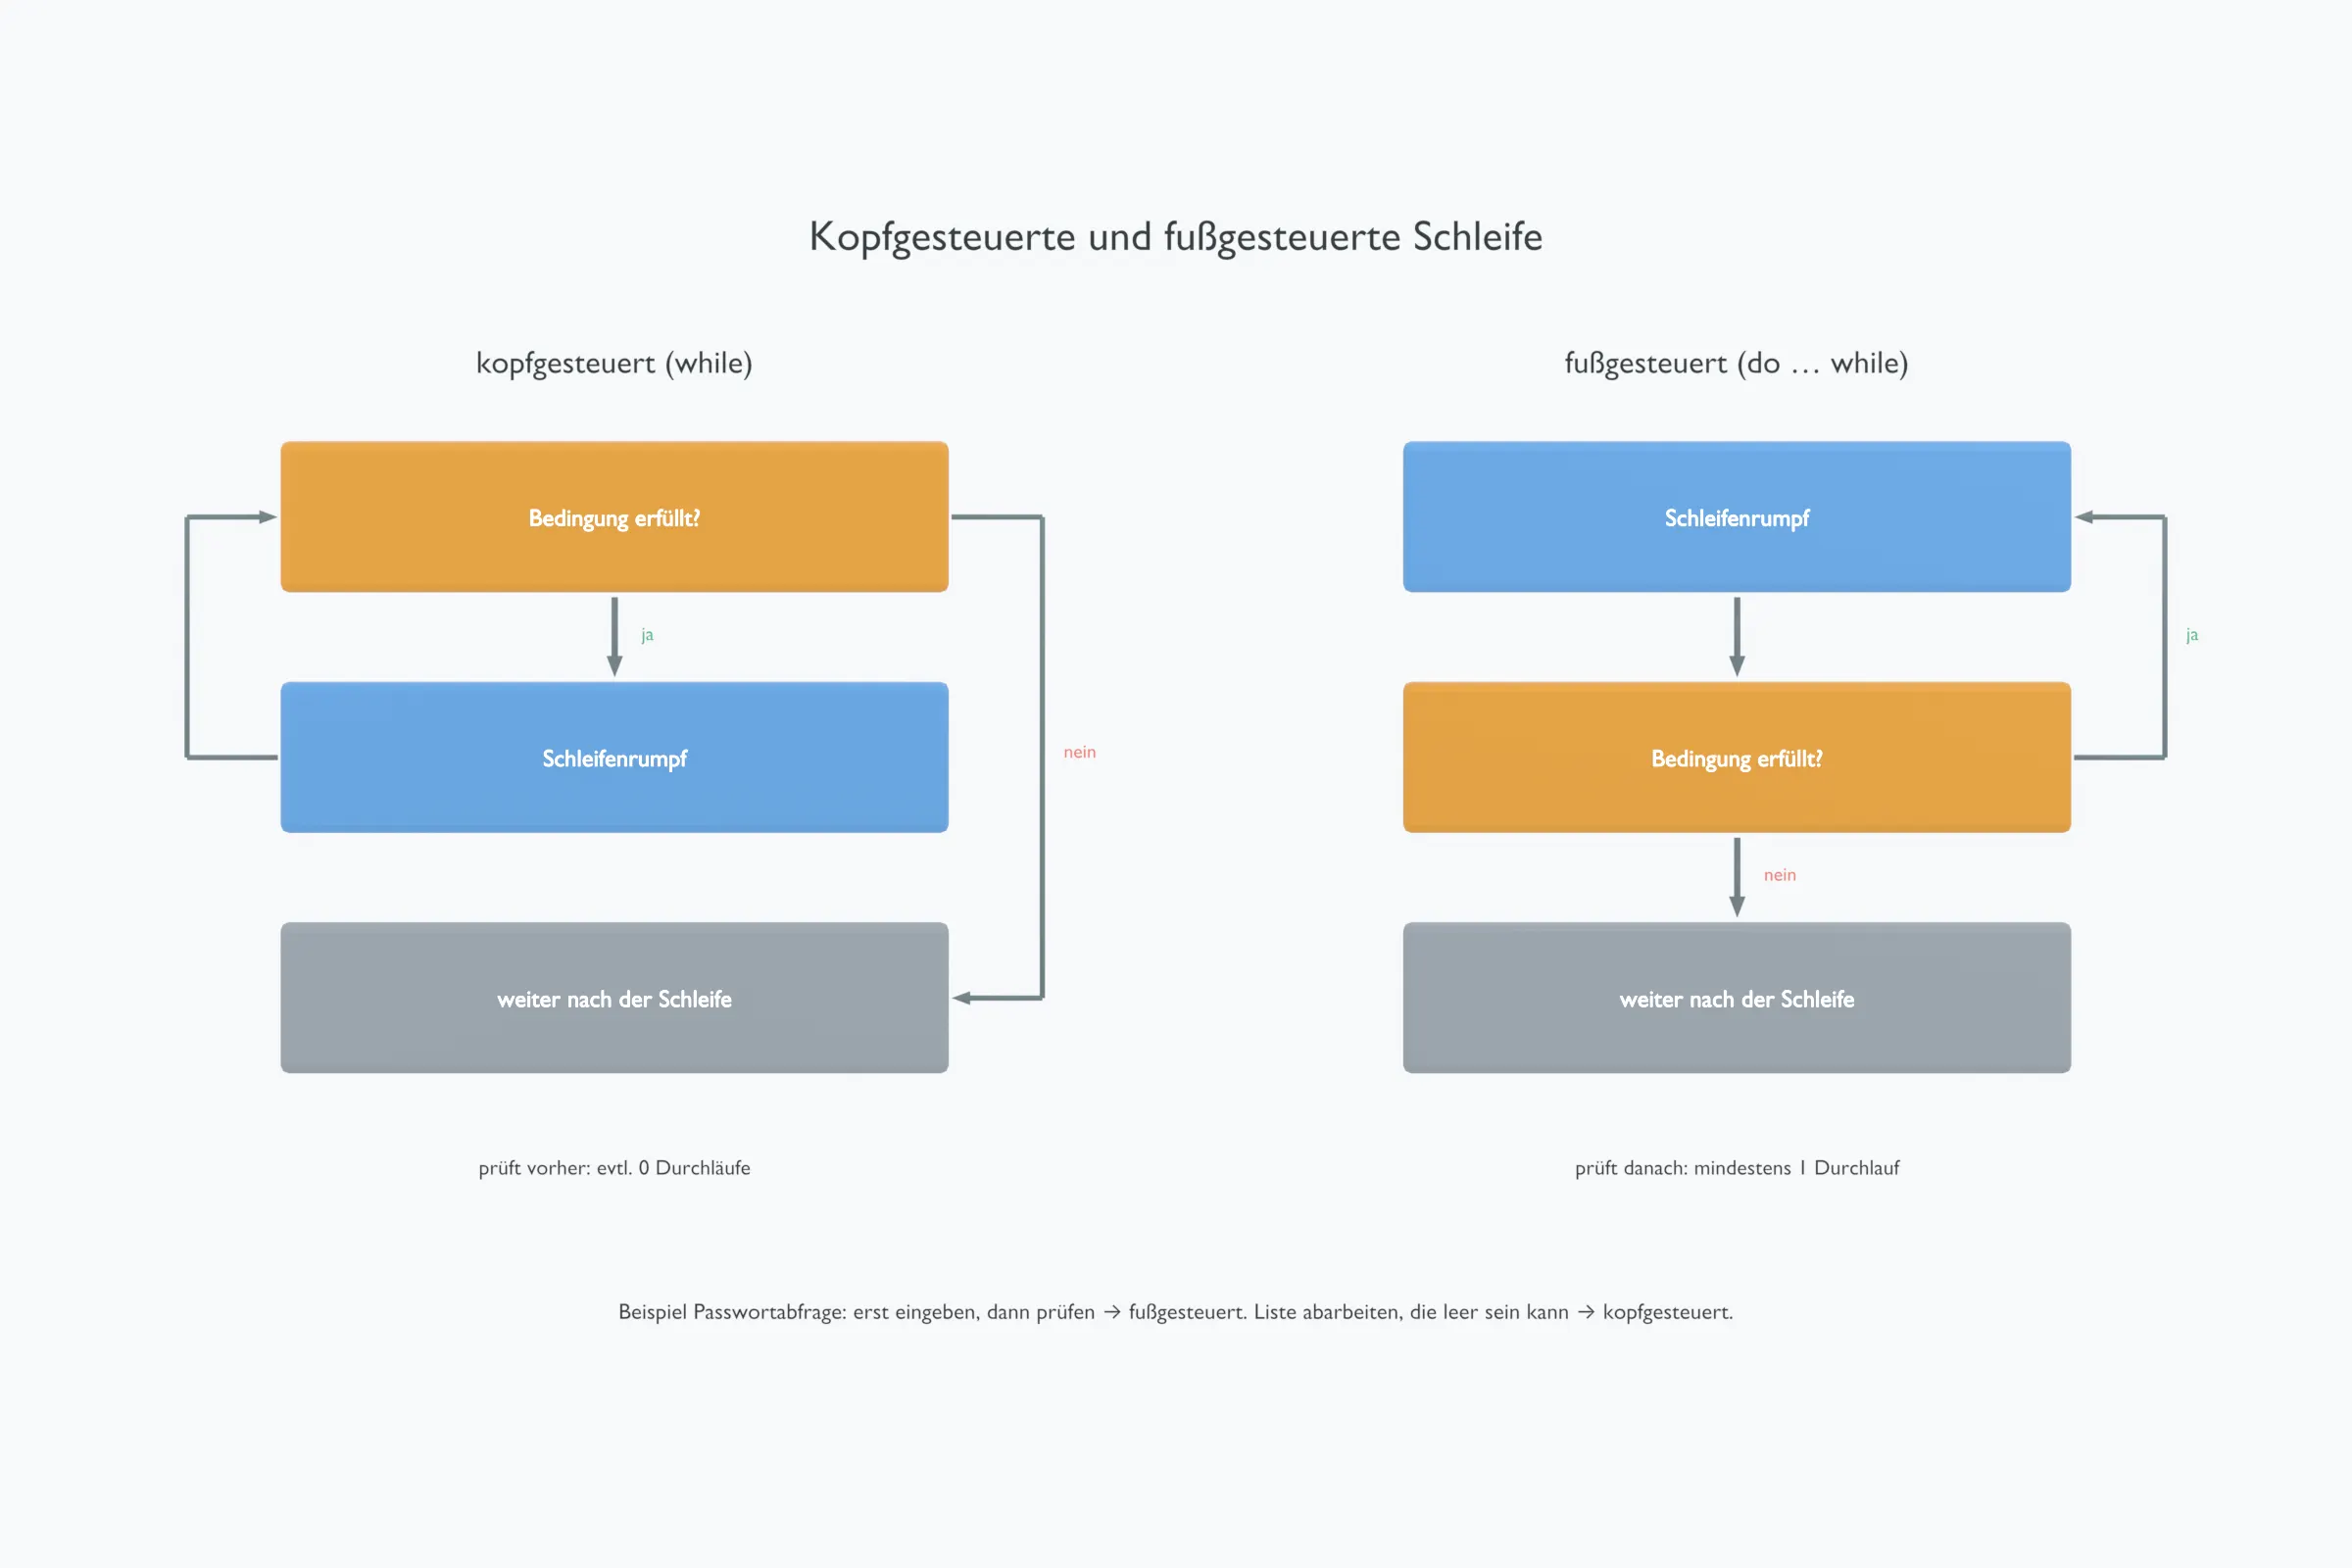 Kopfgesteuerte und fußgesteuerte Schleife
kopfgesteuert (while)
Bedingung erfüllt?
ja
Schleifenrumpf
nein
weiter nach der Schleife
prüft vorher: evtl. 0 Durchläufe
fußgesteuert (do … while)
Schleifenrumpf
ja
Bedingung erfüllt?
nein
weiter nach der Schleife
prüft danach: mindestens 1 Durchlauf
Beispiel Passwortabfrage: erst eingeben, dann prüfen → fußgesteuert. Liste abarbeiten, die leer sein kann → kopfgesteuert.